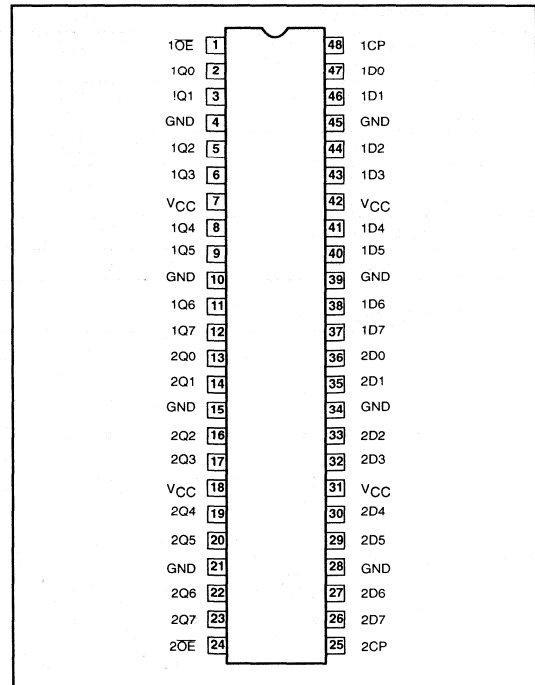 1O̅E̅ 1 48 1CP
1Q0 2 47 1D0
!Q1 3 46 1D1
GND 4 45 GND
1Q2 5 44 1D2
1Q3 6 43 1D3
VCC 7 42 VCC
1Q4 8 41 1D4
1Q5 9 40 1D5
GND 10 39 GND
1Q6 11 38 1D6
1Q7 12 37 1D7
2Q0 13 36 2D0
2Q1 14 35 2D1
GND 15 34 GND
2Q2 16 33 2D2
2Q3 17 32 2D3
VCC 18 31 VCC
2Q4 19 30 2D4
2Q5 20 29 2D5
GND 21 28 GND
2Q6 22 27 2D6
2Q7 23 26 2D7
2O̅E̅ 24 25 2CP